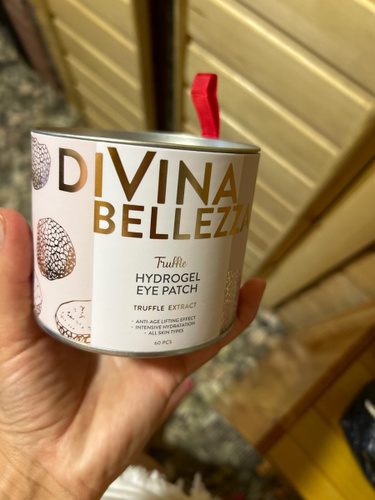 DIVINA
BELLEZZA
Truffle
HYDROGEL
EYE PATCH
TRUFFLE EXTRACT
- ANTI-AGE LIFTING EFFECT
- INTENSIVE HYDRATATION
- ALL SKIN TYPES
60 PCS